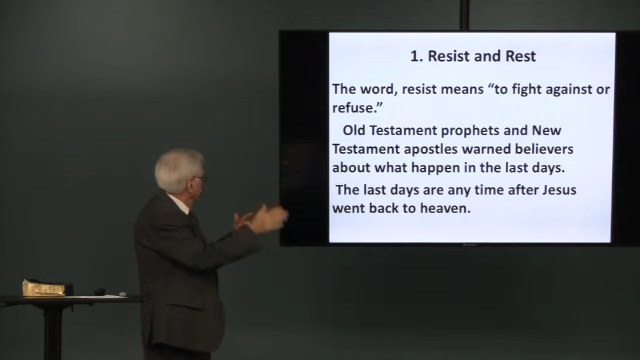 1. Resist and Rest
The word, resist means “to fight against or
refuse.”
Old Testament prophets and New
Testament apostles warned believers
about what happen in the last days.
The last days are any time after Jesus
went back to heaven.